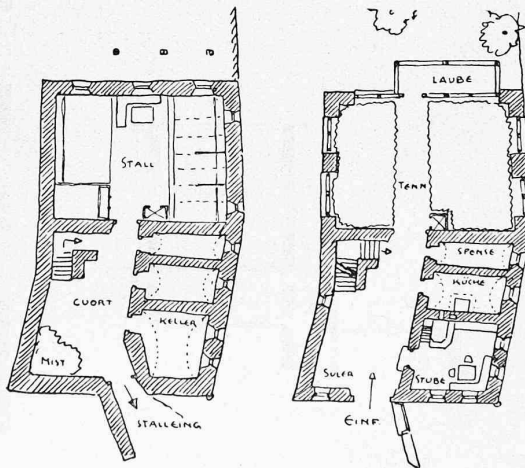 STALL
CUORT
KELLER
MIST
STALLEING
LAUBE
TENN
SPENSE
KÜCHE
SULER
STUBE
EINF.